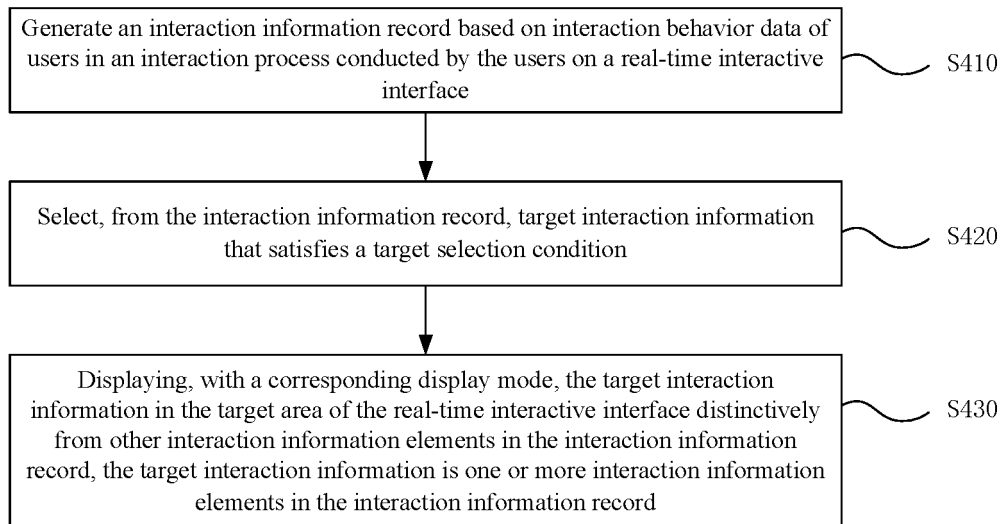 Generate an interaction information record based on interaction behavior data of
users in an interaction process conducted by the users on a real-time interactive
interface
S410
Select, from the interaction information record, target interaction information
that satisfies a target selection condition
S420
Displaying, with a corresponding display mode, the target interaction
information in the target area of the real-time interactive interface distinctively
from other interaction information elements in the interaction information
record, the target interaction information is one or more interaction information
elements in the interaction information record
S430